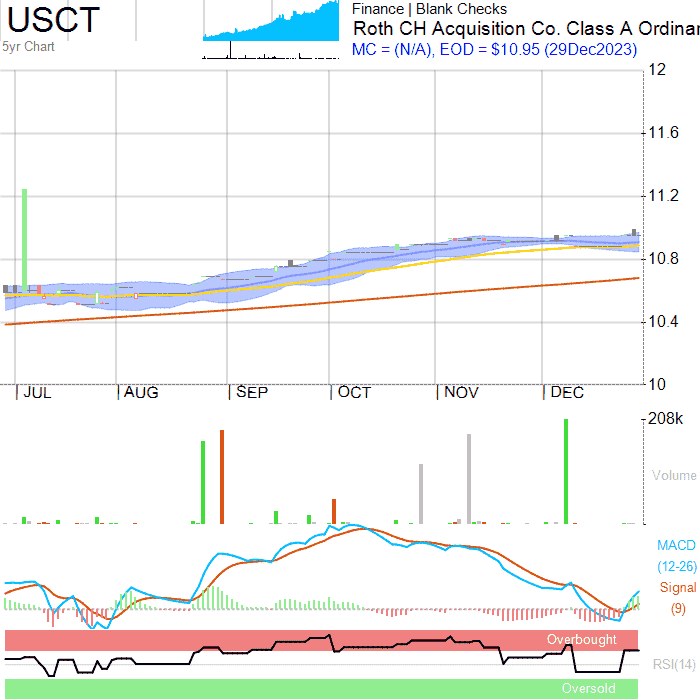 USCT
5yr Chart
Finance | Blank Checks
Roth CH Acquisition Co. Class A Ordinar
MC = (N/A), EOD = $10.95 (29Dec2023)
12
11.6
11.2
10.8
10.4
10
JUL AUG SEP OCT NOV DEC
208k
Volume
MACD
(12-26)
Signal
(9)
Overbought
RSI(14)
Oversold